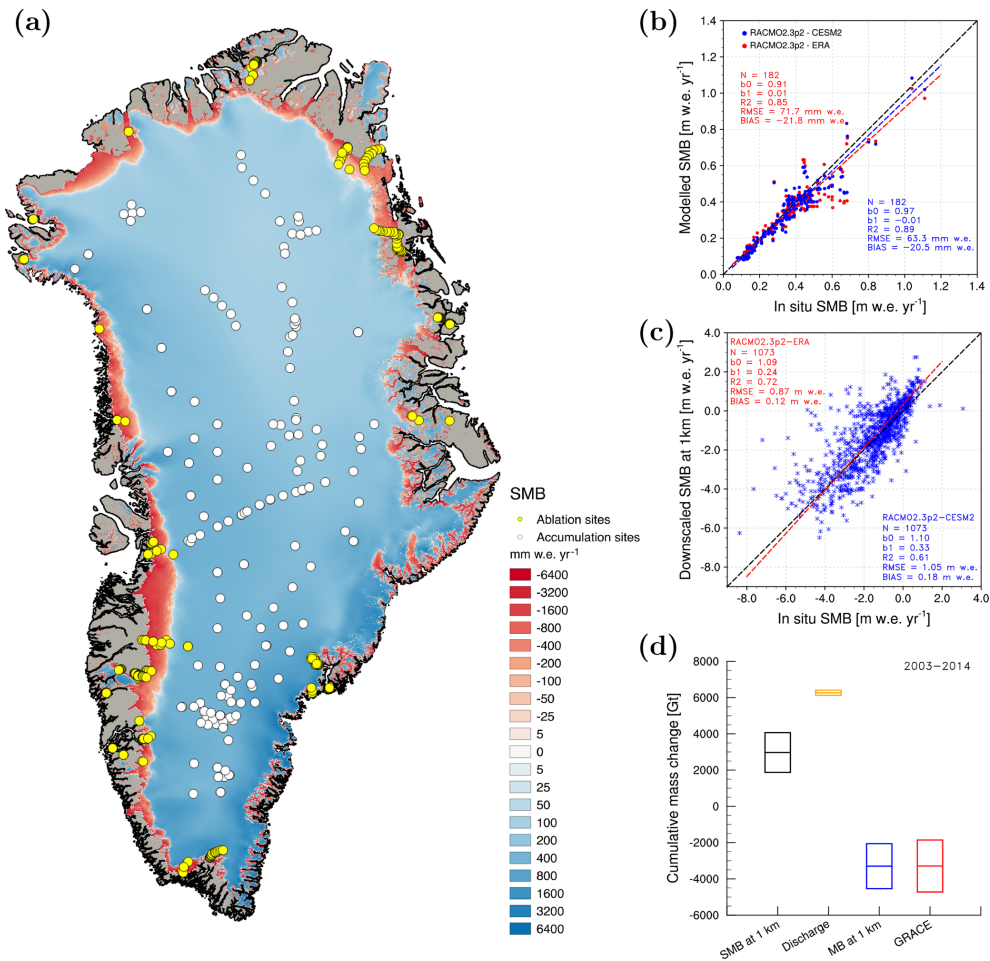 (a)
SMB
Ablation sites
Accumulation sites
mm w.e. yr⁻¹
-6400
-3200
-1600
-800
-400
-200
-100
-50
-25
5
0
5
25
50
100
200
400
800
1600
3200
6400
(b)
Modelled SMB [m w.e. yr⁻¹]
1.4
1.2
1.0
0.8
0.6
0.4
0.2
0.0
RACMO2.3p2 - CESM2
RACMO2.3p2 - ERA
N = 182
b0 = 0.91
b1 = 0.01
R2 = 0.85
RMSE = 71.7 mm w.e.
BIAS = -21.8 mm w.e.
N = 182
b0 = 0.97
b1 = -0.01
R2 = 0.89
RMSE = 63.3 mm w.e.
BIAS = -20.5 mm w.e.
0.0 0.2 0.4 0.6 0.8 1.0 1.2 1.4
In situ SMB [m w.e. yr⁻¹]
(c)
Downscaled SMB at 1km [m w.e. yr⁻¹]
4.0
2.0
0.0
-2.0
-4.0
-6.0
-8.0
RACMO2.3p2-ERA
N = 1073
b0 = 1.09
b1 = 0.24
R2 = 0.72
RMSE = 0.87 m w.e.
BIAS = 0.12 m w.e.
RACMO2.3p2-CESM2
N = 1073
b0 = 1.10
b1 = 0.33
R2 = 0.61
RMSE = 1.05 m w.e.
BIAS = 0.18 m w.e.
-8.0 -6.0 -4.0 -2.0 0.0 2.0 4.0
In situ SMB [m w.e. yr⁻¹]
(d)
Cumulative mass change [Gt]
8000
6000
4000
2000
0
-2000
-4000
-6000
2003-2014
SMB at 1 km
Discharge
MB at 1 km
GRACE